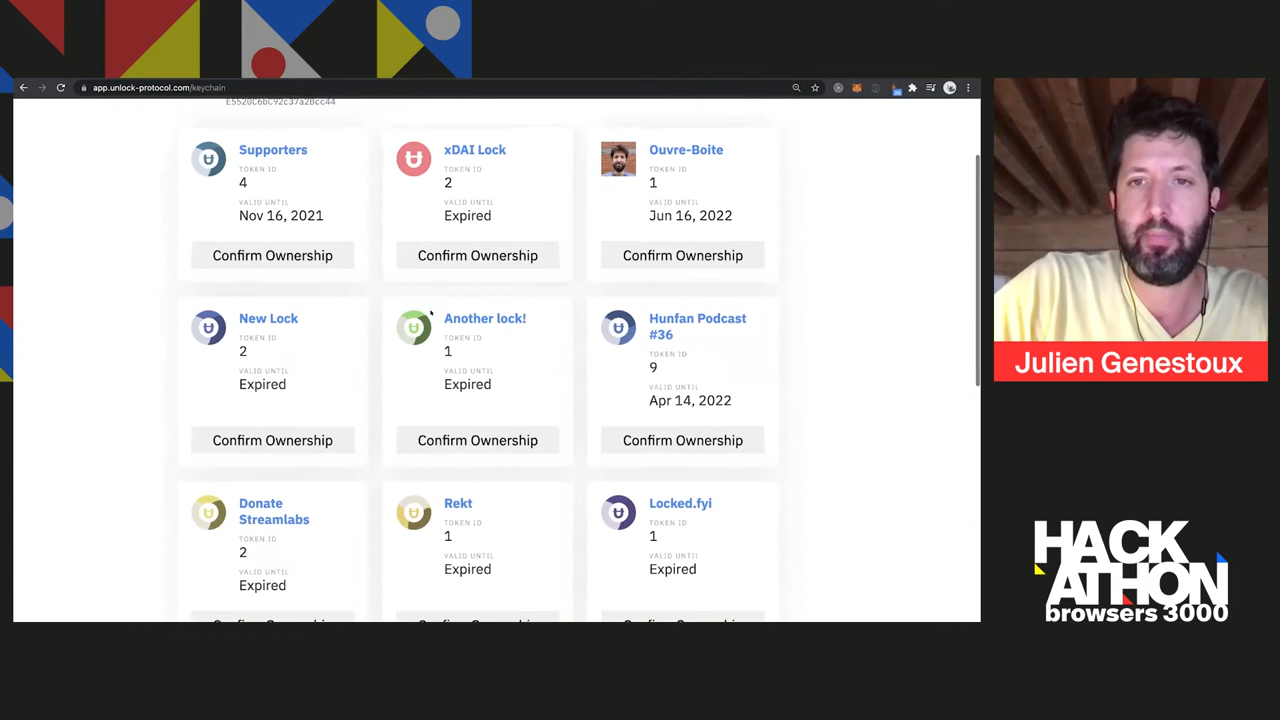 app.unlock-protocol.com/keychain
E5520C6bC92c37a2Bcc44
Supporters
TOKEN ID
4
VALID UNTIL
Nov 16, 2021
Confirm Ownership
xDAI Lock
TOKEN ID
2
VALID UNTIL
Expired
Confirm Ownership
Ouvre-Boite
TOKEN ID
1
VALID UNTIL
Jun 16, 2022
Confirm Ownership
New Lock
TOKEN ID
2
VALID UNTIL
Expired
Confirm Ownership
Another lock!
TOKEN ID
1
VALID UNTIL
Expired
Confirm Ownership
Hunfan Podcast
#36
TOKEN ID
9
VALID UNTIL
Apr 14, 2022
Confirm Ownership
Donate
Streamlabs
TOKEN ID
2
VALID UNTIL
Expired
Rekt
TOKEN ID
1
VALID UNTIL
Expired
Locked.fyi
TOKEN ID
1
VALID UNTIL
Expired
Julien Genestoux
HACK
ATHON
browsers 3000